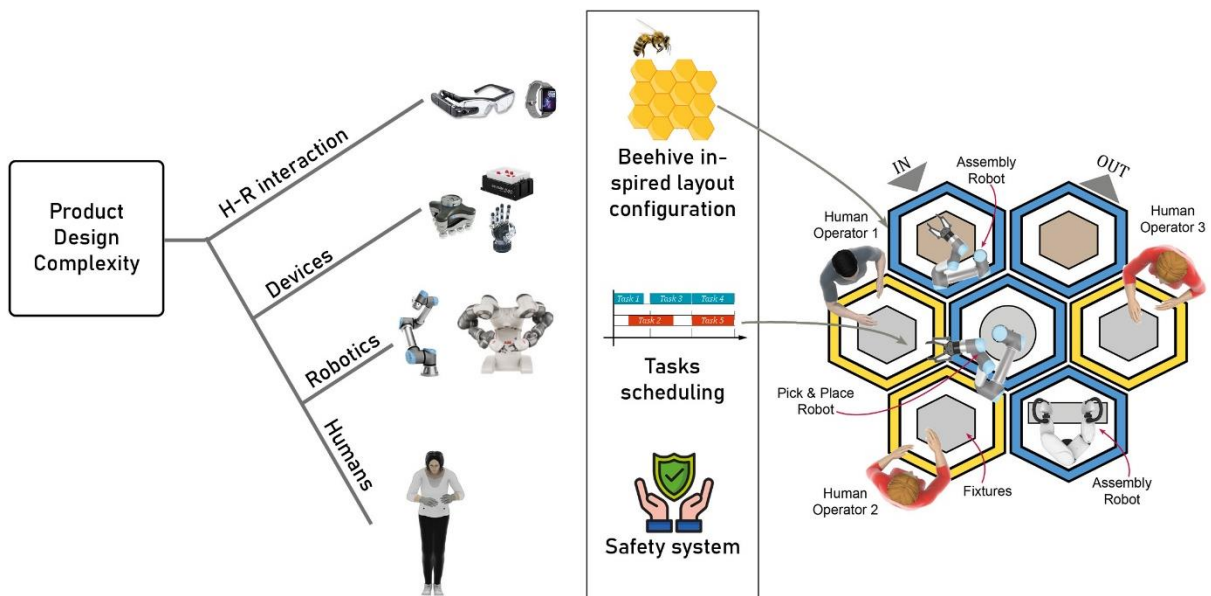 Product
Design
Complexity
H-R interaction
Devices
Robotics
Humans
Beehive in-
spired layout
configuration
Task 1
Task 3
Task 4
Task 2
Task 5
Tasks
scheduling
Safety system
IN
OUT
Assembly
Robot
Human
Operator 1
Human
Operator 3
Pick & Place
Robot
Human
Operator 2
Fixtures
Assembly
Robot